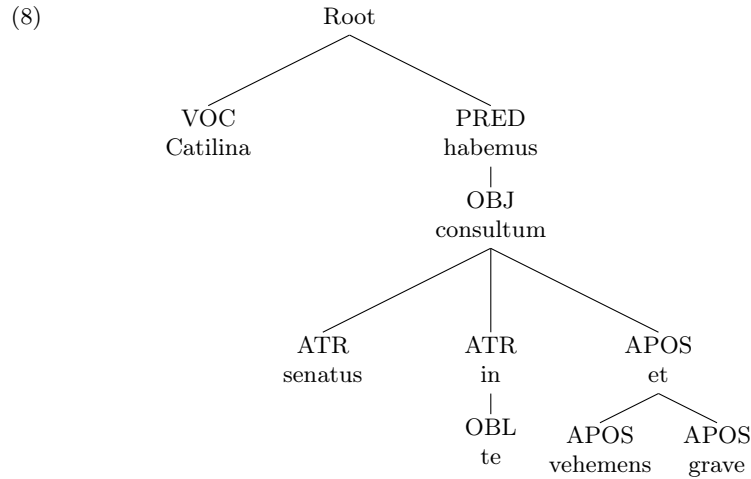 (8)
Root
VOC PRED
Catilina habemus
OBJ
consultum
ATR ATR APOS
senatus in et
OBL APOS APOS
te vehemens grave